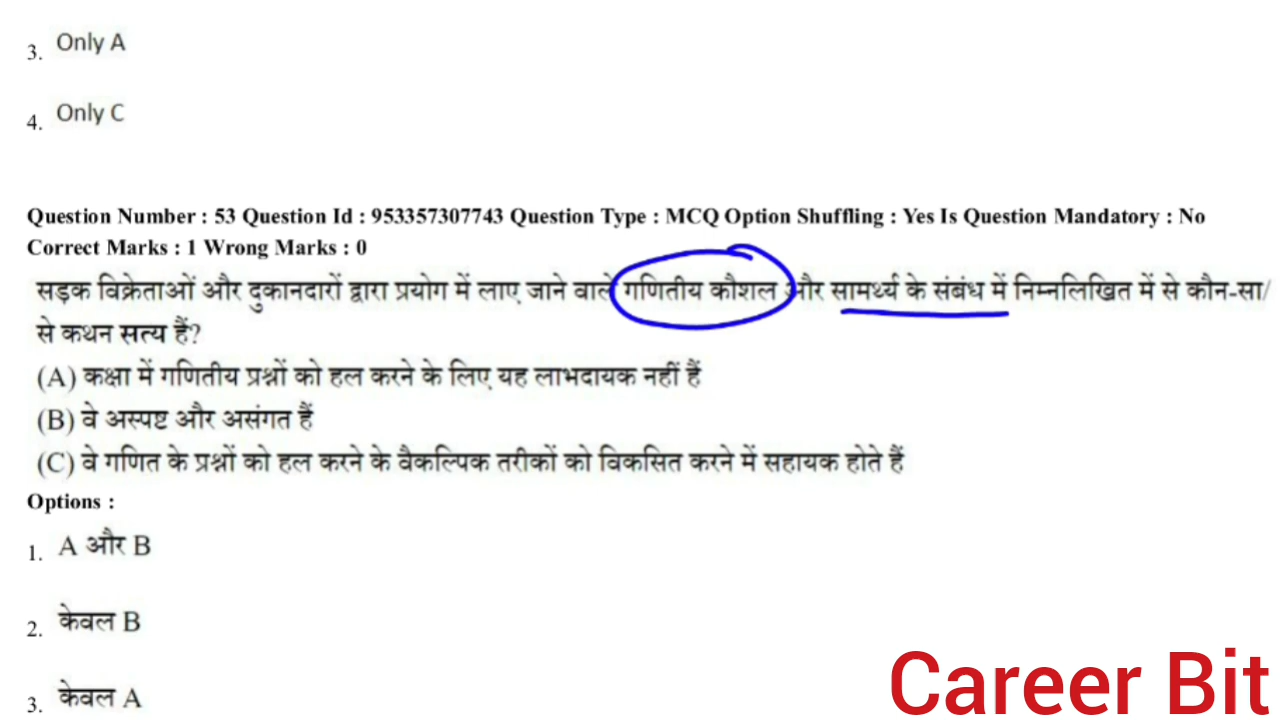 3. Only A
4. Only C
Question Number : 53 Question Id : 953357307743 Question Type : MCQ Option Shuffling : Yes Is Question Mandatory : No
Correct Marks : 1 Wrong Marks : 0
सड़क विक्रेताओं और दुकानदारों द्वारा प्रयोग में लाए जाने वाले गणितीय कौशल और सामर्थ्य के संबंध में निम्नलिखित में से कौन-सा/
से कथन सत्य हैं?
(A) कक्षा में गणितीय प्रश्नों को हल करने के लिए यह लाभदायक नहीं हैं
(B) वे अस्पष्ट और असंगत हैं
(C) वे गणित के प्रश्नों को हल करने के वैकल्पिक तरीकों को विकसित करने में सहायक होते हैं
Options :
1. A और B
2. केवल B
3. केवल A
Career Bit